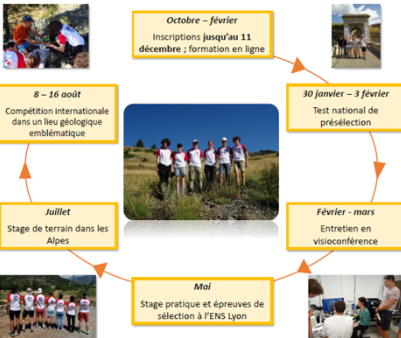 Octobre – février
Inscriptions jusqu'au 11
décembre ; formation en ligne
30 janvier – 3 février
Test national de
présélection
Février - mars
Entretien en
visioconférence
Mai
Stage pratique et épreuves de
sélection à l'ENS Lyon
Juillet
Stage de terrain dans les
Alpes
8 – 16 août
Compétition internationale
dans un lieu géologique
emblématique